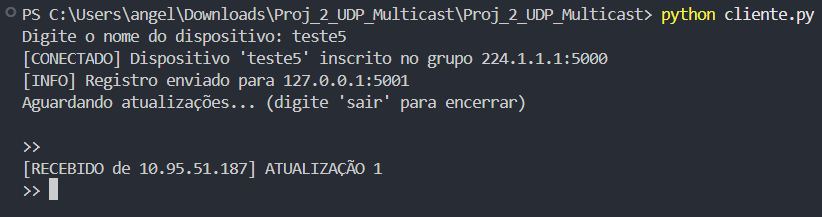 PS C:\Users\angel\Downloads\Proj_2_UDP_Multicast\Proj_2_UDP_Multicast> python cliente.py
Digite o nome do dispositivo: teste5
[CONECTADO] Dispositivo 'teste5' inscrito no grupo 224.1.1.1:5000
[INFO] Registro enviado para 127.0.0.1:5001
Aguardando atualizações... (digite 'sair' para encerrar)
>>
[RECEBIDO de 10.95.51.187] ATUALIZAÇÃO 1
>>